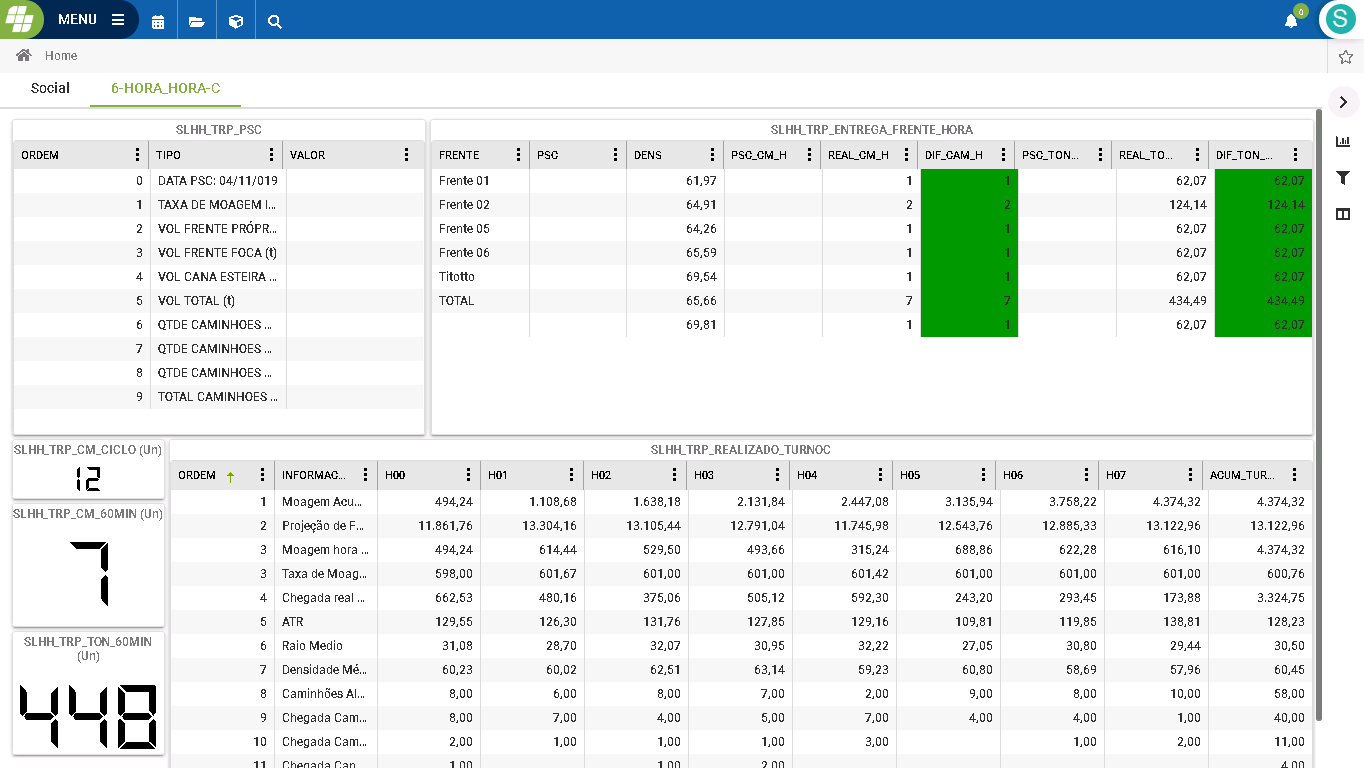 MENU
0
S
Home
Social 6-HORA_HORA-C
SLHH_TRP_PSC
ORDEM TIPO VALOR
0 DATA PSC: 04/11/019
1 TAXA DE MOAGEM I...
2 VOL FRENTE PRÓPR...
3 VOL FRENTE FOCA (t)
4 VOL CANA ESTEIRA ...
5 VOL TOTAL (t)
6 QTDE CAMINHOES ...
7 QTDE CAMINHOES ...
8 QTDE CAMINHOES ...
9 TOTAL CAMINHOES ...
SLHH_TRP_ENTREGA_FRENTE_HORA
FRENTE PSC DENS PSC_CM_H REAL_CM_H DIF_CAM_H PSC_TON... REAL_TO... DIF_TON_...
Frente 01 61,97 1 1 62,07 62,07
Frente 02 64,91 2 2 124,14 124,14
Frente 05 64,26 1 1 62,07 62,07
Frente 06 65,59 1 1 62,07 62,07
Titotto 69,54 1 1 62,07 62,07
TOTAL 65,66 7 7 434,49 434,49
69,81 1 1 62,07 62,07
SLHH_TRP_CM_CICLO (Un)
12
SLHH_TRP_CM_60MIN (Un)
7
SLHH_TRP_TON_60MIN
(Un)
448
SLHH_TRP_REALIZADO_TURNOC
ORDEM INFORMAC... H00 H01 H02 H03 H04 H05 H06 H07 ACUM_TUR...
1 Moagem Acu... 494,24 1.108,68 1.638,18 2.131,84 2.447,08 3.135,94 3.758,22 4.374,32 4.374,32
2 Projeção de F... 11.861,76 13.304,16 13.105,44 12.791,04 11.745,98 12.543,76 12.885,33 13.122,96 13.122,96
3 Moagem hora ... 494,24 614,44 529,50 493,66 315,24 688,86 622,28 616,10 4.374,32
3 Taxa de Moag... 598,00 601,67 601,00 601,00 601,42 601,00 601,00 601,00 600,76
4 Chegada real ... 662,53 480,16 375,06 505,12 592,30 243,20 293,45 173,88 3.324,75
5 ATR 129,55 126,30 131,76 127,85 129,16 109,81 119,85 138,81 128,23
6 Raio Medio 31,08 28,70 32,07 30,95 32,22 27,05 30,80 29,44 30,50
7 Densidade Mé... 60,23 60,02 62,51 63,14 59,23 60,80 58,69 57,96 60,45
8 Caminhões Al... 8,00 6,00 8,00 7,00 2,00 9,00 8,00 10,00 58,00
9 Chegada Cam... 8,00 7,00 4,00 5,00 7,00 4,00 4,00 1,00 40,00
10 Chegada Cam... 2,00 1,00 1,00 1,00 3,00 1,00 2,00 11,00
11 Chegada Can... 1,00 1,00 2,00 4,00